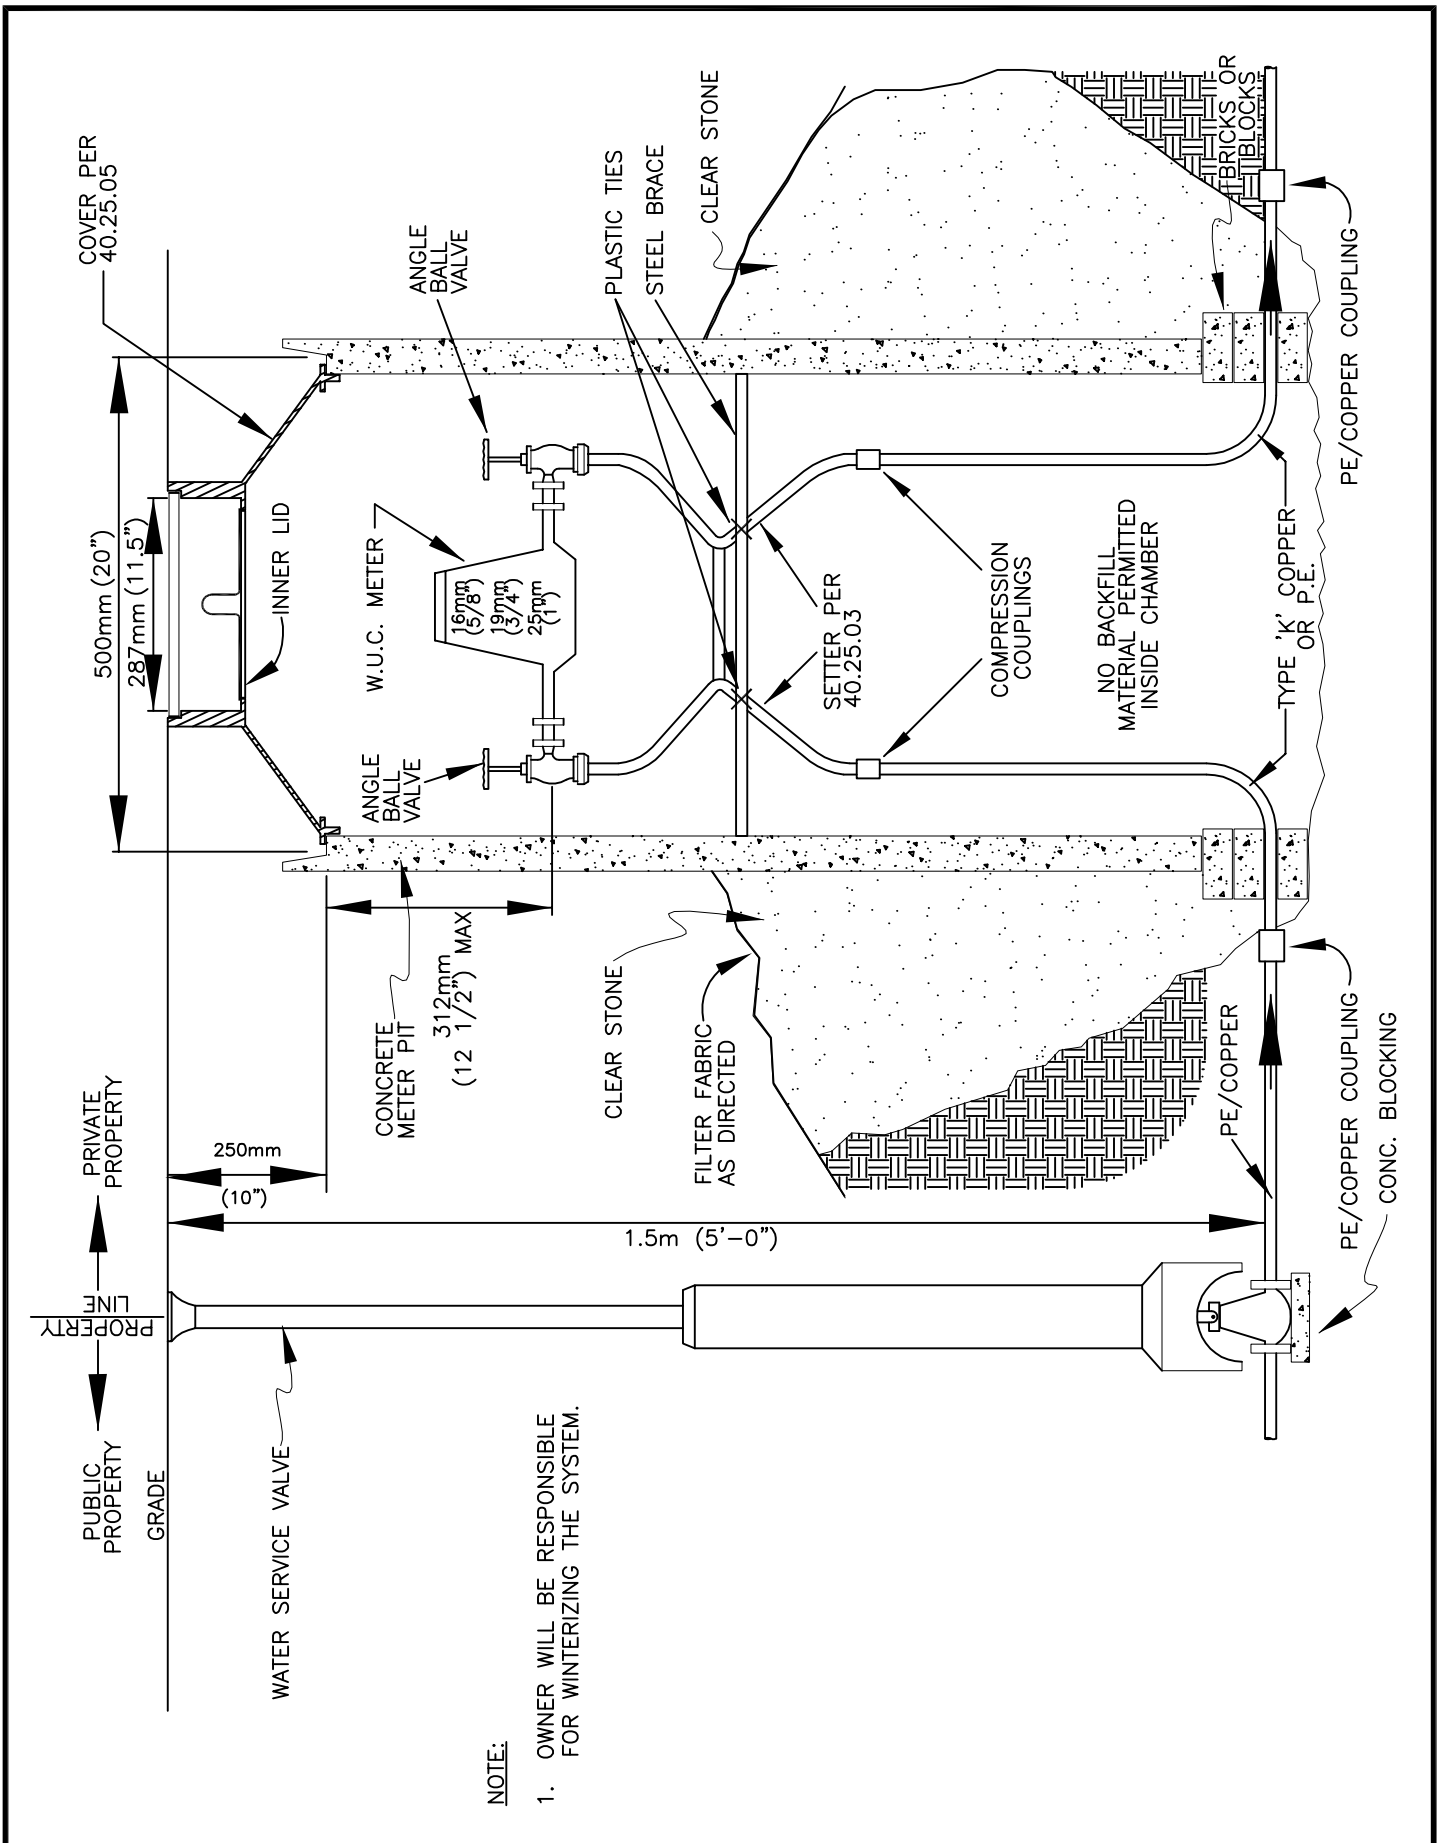 PUBLIC
PROPERTY
PROPERTY
LINE
PRIVATE
PROPERTY
GRADE
COVER PER
40.25.05
500mm (20")
287mm (11.5")
INNER LID
250mm
(10")
WATER SERVICE VALVE
CONCRETE
METER PIT
312mm
(12 1/2") MAX
ANGLE
BALL
VALVE
W.U.C. METER
16mm
(5/8")
19mm
(3/4")
25mm
(1")
ANGLE
BALL
VALVE
PLASTIC TIES
STEEL BRACE
CLEAR STONE
CLEAR STONE
FILTER FABRIC
AS DIRECTED
1.5m (5'-0")
SETTER PER
40.25.03
COMPRESSION
COUPLINGS
NO BACKFILL
MATERIAL PERMITTED
INSIDE CHAMBER
BRICKS OR
BLOCKS
TYPE 'K' COPPER
OR P.E.
PE/COPPER
PE/COPPER COUPLING
PE/COPPER COUPLING
CONC. BLOCKING
NOTE:
1. OWNER WILL BE RESPONSIBLE
FOR WINTERIZING THE SYSTEM.